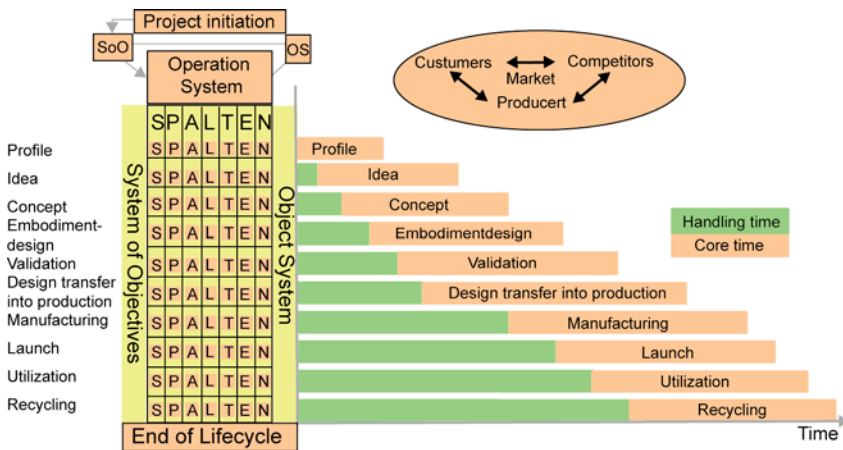 Project initiation
SoO
OS
Operation
System
Custumers
Competitors
Market
Producert
S P A L T E N
Profile
S P A L T E N
Profile
Idea
S P A L T E N
Idea
Concept
S P A L T E N
Concept
Embodiment-
design
S P A L T E N
Embodimentdesign
Validation
S P A L T E N
Validation
Design transfer
into production
S P A L T E N
Design transfer into production
Manufacturing
S P A L T E N
Manufacturing
Launch
S P A L T E N
Launch
Utilization
S P A L T E N
Utilization
Recycling
S P A L T E N
Recycling
System of Objectives
Object System
Handling time
Core time
End of Lifecycle
Time